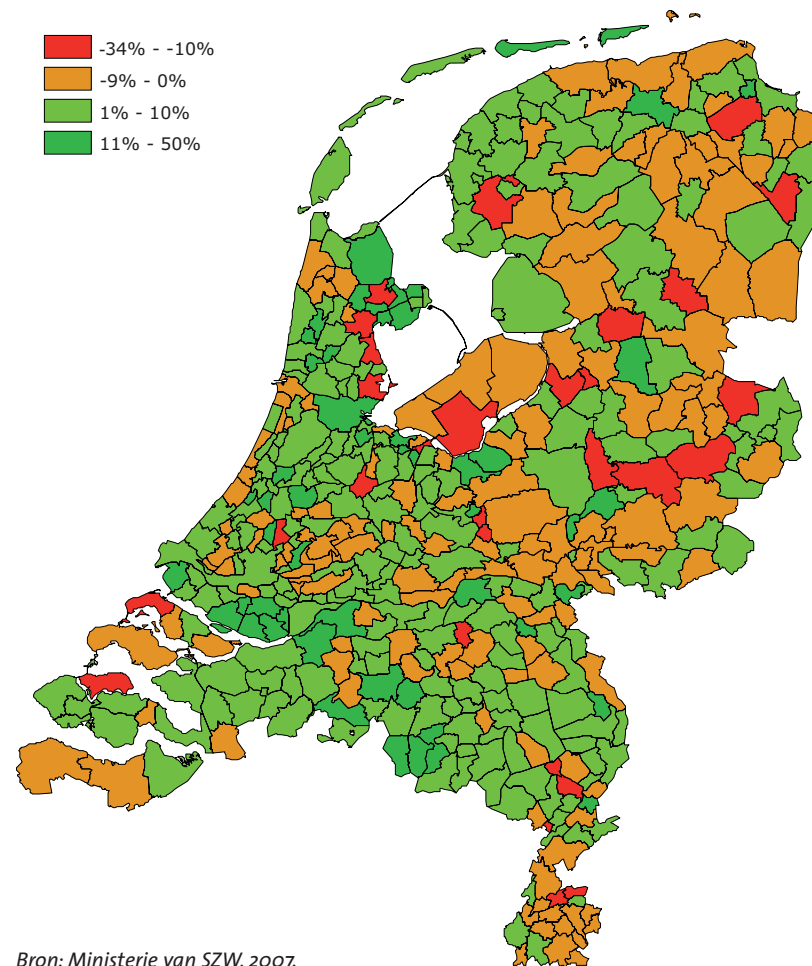 -34% - -10%
-9% - 0%
1% - 10%
11% - 50%
Bron: Ministerie van SZW, 2007.